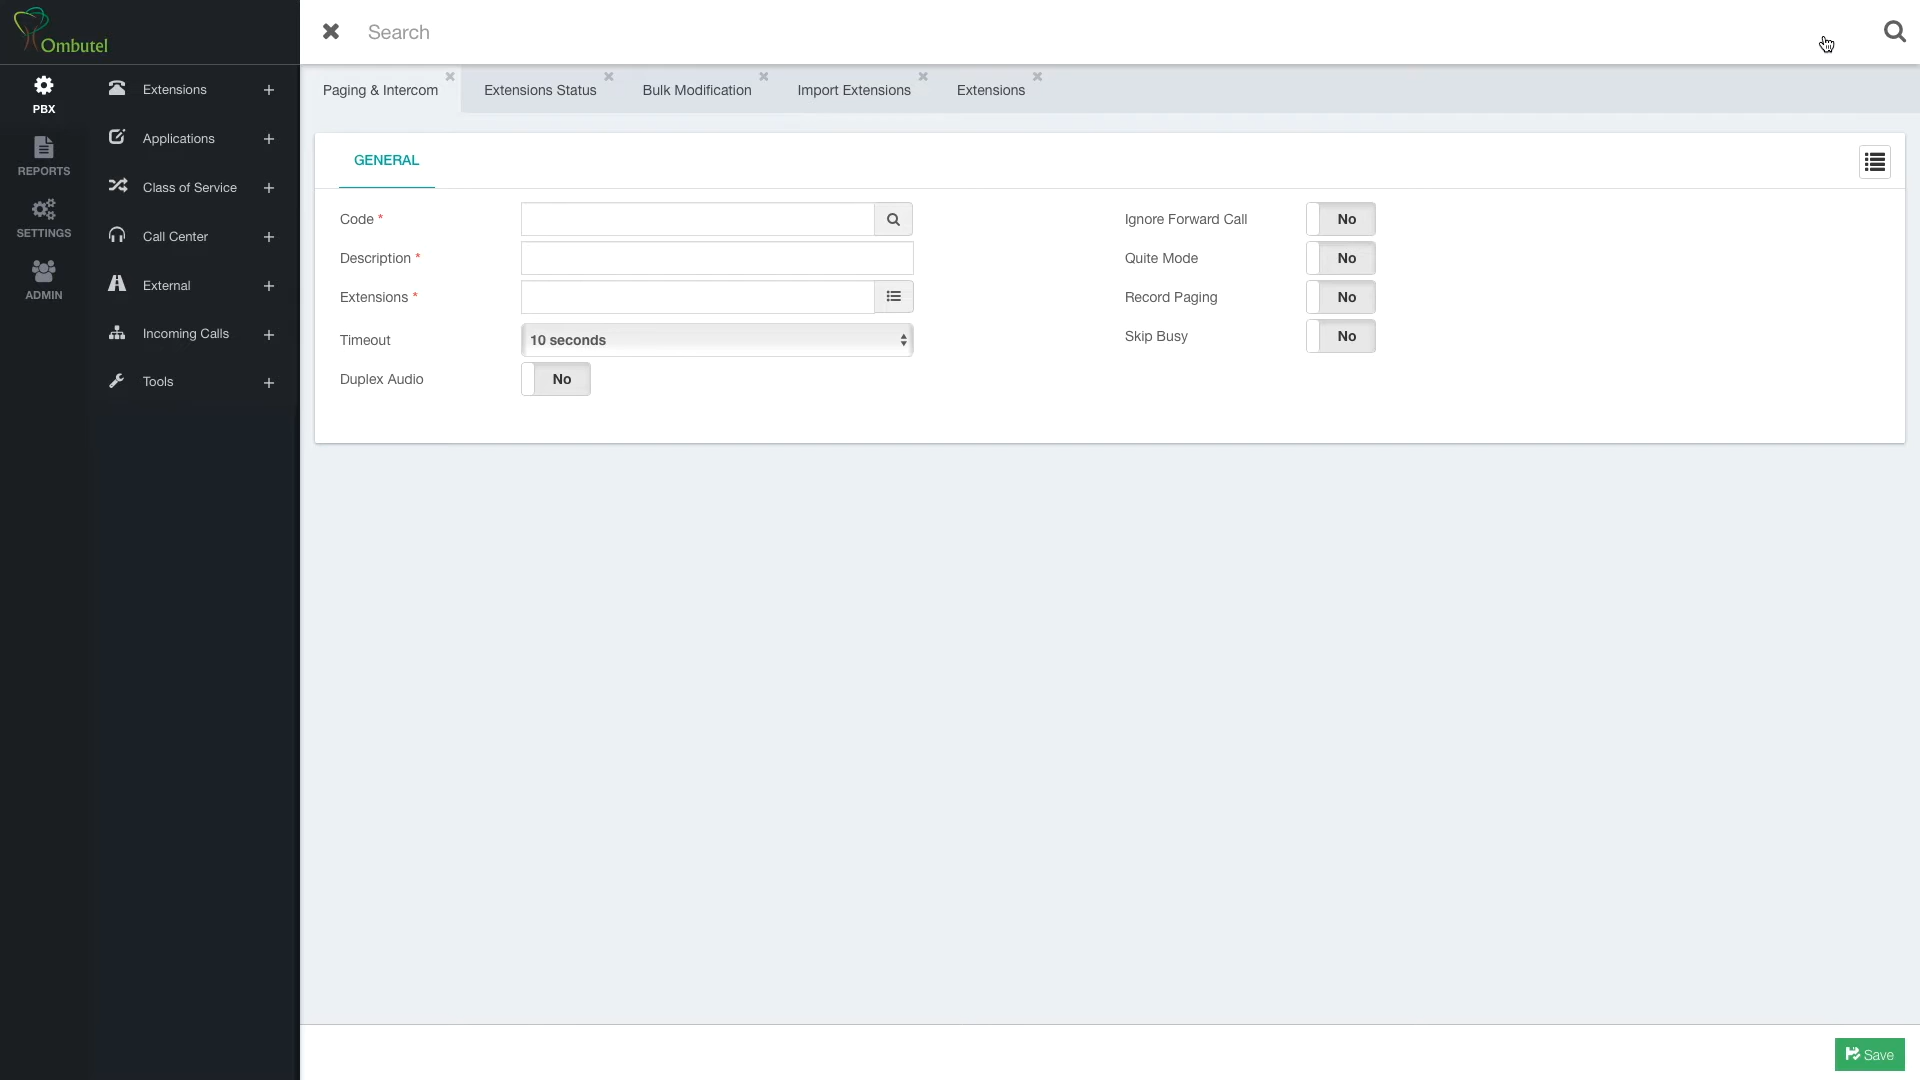 Ombutel
Search
PBX
REPORTS
SETTINGS
ADMIN
Extensions
Applications
Class of Service
Call Center
External
Incoming Calls
Tools
Paging & Intercom
Extensions Status
Bulk Modification
Import Extensions
Extensions
GENERAL
Code *
Description *
Extensions *
Timeout
10 seconds
Duplex Audio
No
Ignore Forward Call
No
Quite Mode
No
Record Paging
No
Skip Busy
No
Save